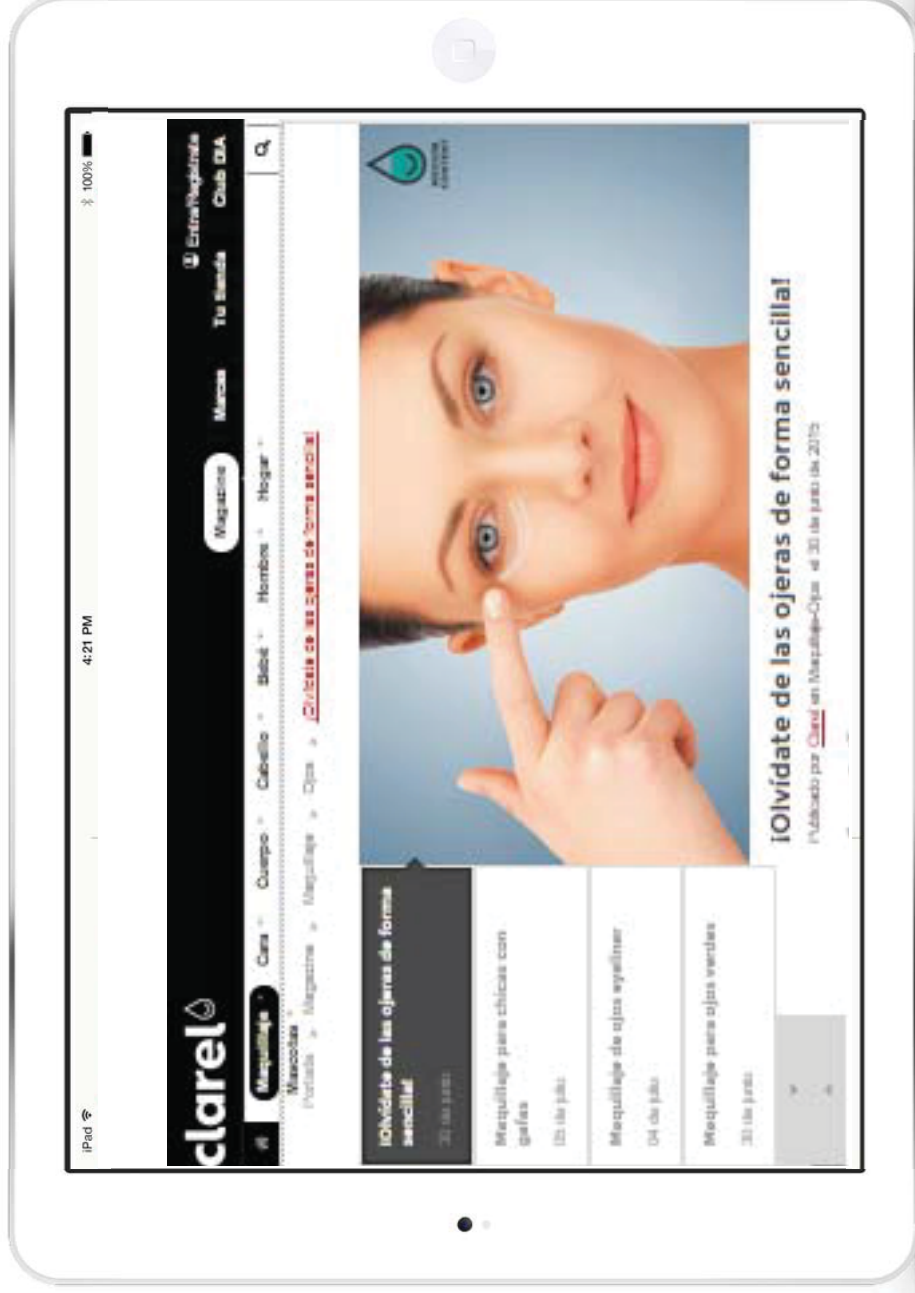 iPad
4:21 PM
100%
clarel
Entra/Regístrate
Magazine
Marcas
Tu tienda
Club DIA
Maquillaje
Cara
Cuerpo
Cabello
Bebé
Hombre
Hogar
Mascotas
Portada > Magazine > Maquillaje > Ojos > ¡Olvídate de las ojeras de forma sencilla!
¡Olvídate de las ojeras de forma
sencilla!
30 de junio
Maquillaje para chicas con
gafas
05 de julio
Maquillaje de ojos eyeliner
04 de julio
Maquillaje para ojos verdes
30 de junio
¡Olvídate de las ojeras de forma sencilla!
Publicado por Clarel en Maquillaje-Ojos el 30 de junio de 2015